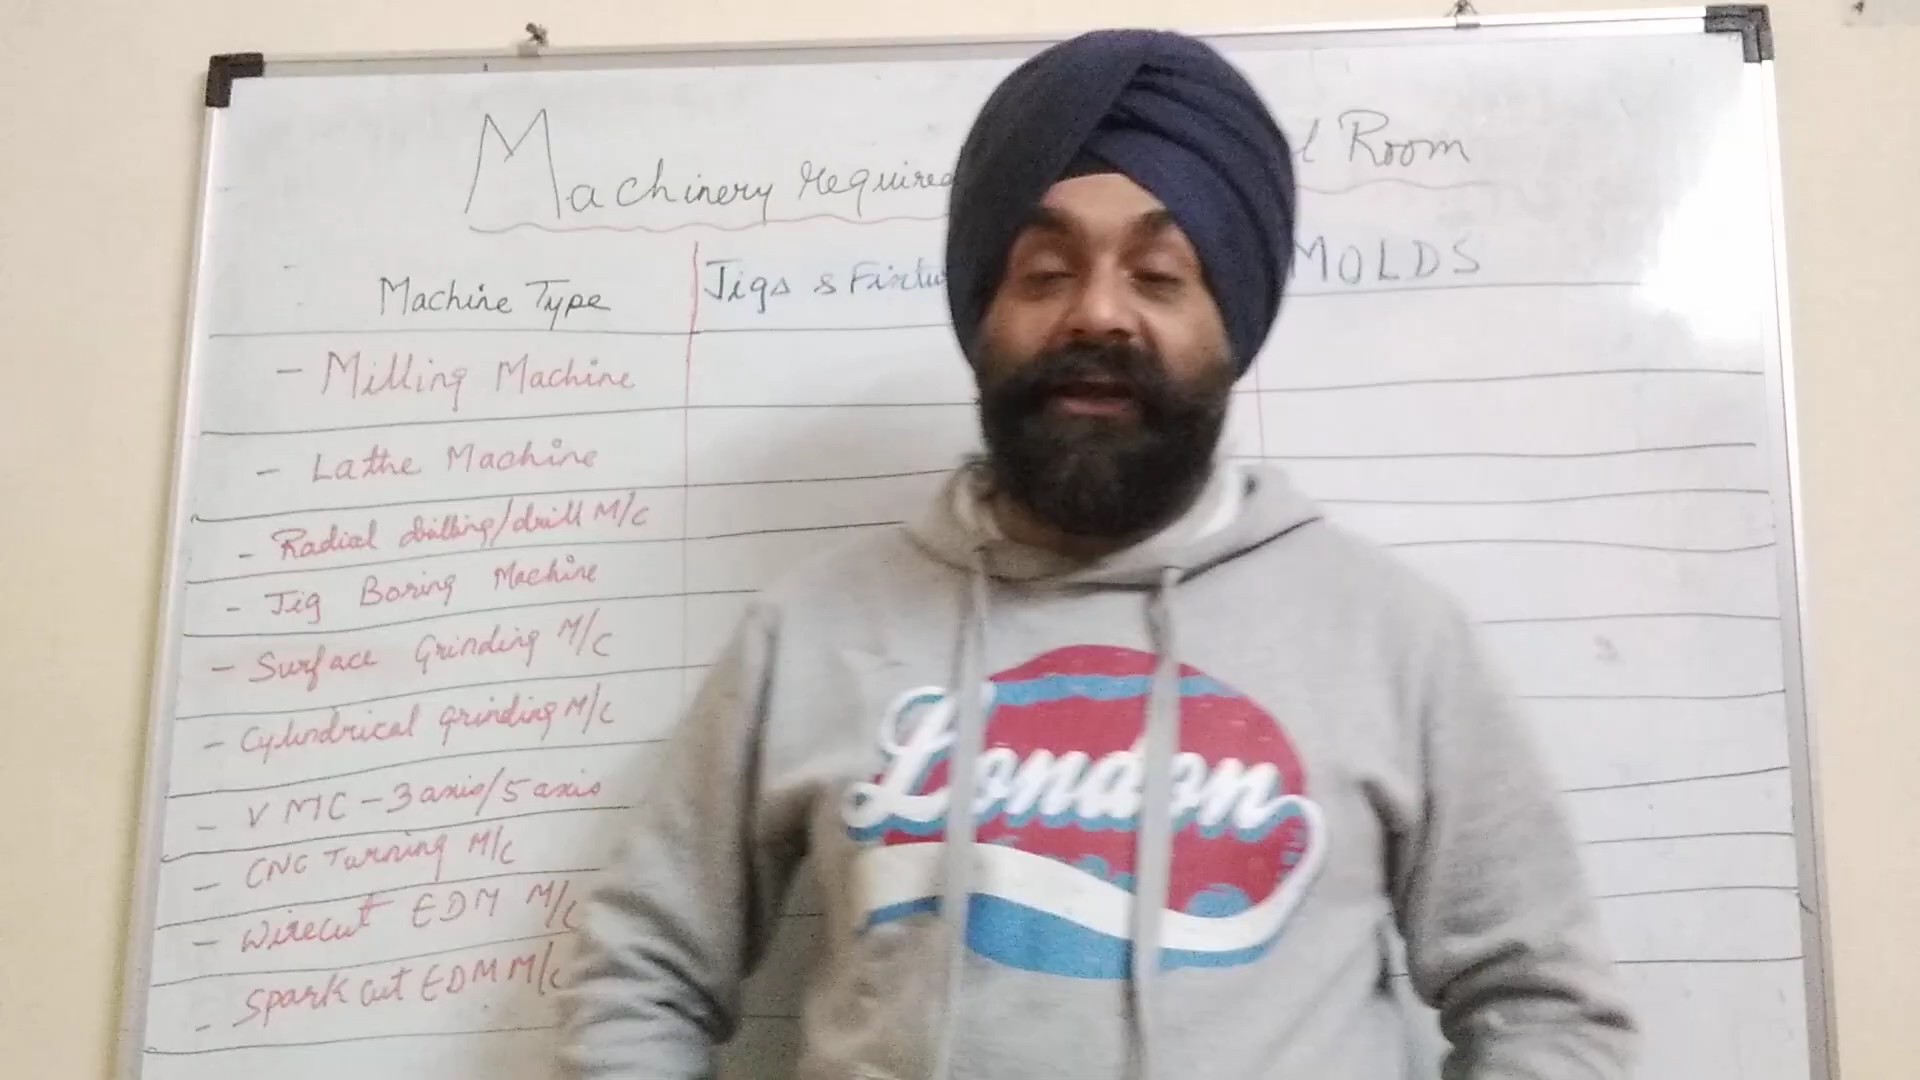 Machinery required l Room
Machine Type Jigs & Fixtu MOLDS
- Milling Machine
- Lathe Machine
- Radial drilling/drill M/C
- Jig Boring Machine
- Surface Grinding M/C
- Cylindrical grinding M/C
- VMC - 3 axis/5 axis
- CNC Turning M/C
- Wirecut EDM M/C
- Spark cut EDM M/C
London